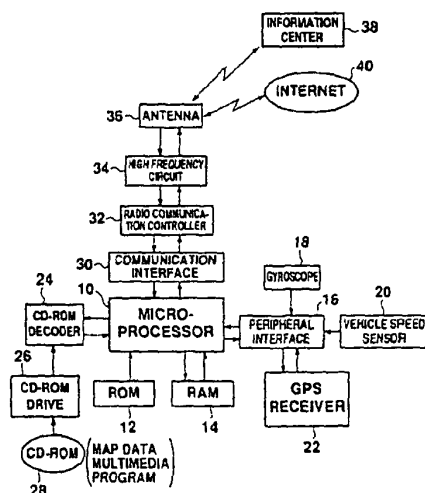 INFORMATION
CENTER
38
40
INTERNET
36
ANTENNA
34
HIGH FREQUENCY
CIRCUIT
32
RADIO COMMUNICA-
TION CONTROLLER
30
COMMUNICATION
INTERFACE
18
GYROSCOPE
24
10
16
20
CD-ROM
DECODER
MICRO-
PROCESSOR
PERIPHERAL
INTERFACE
VEHICLE SPEED
SENSOR
26
CD-ROM
DRIVE
ROM
RAM
GPS
RECEIVER
12
14
22
CD-ROM
(MAP DATA
MULTIMEDIA
PROGRAM)
28